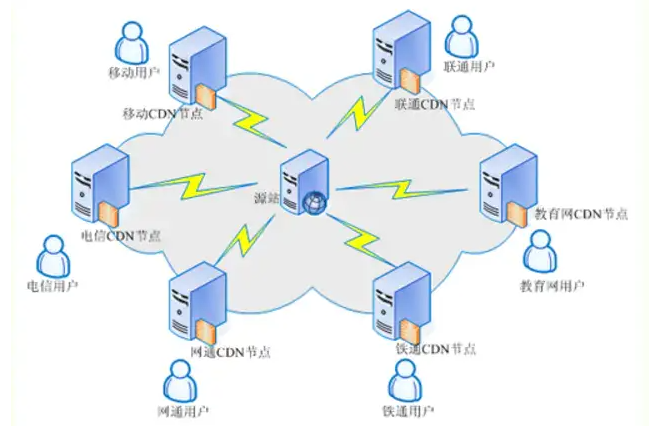 移动用户
联通用户
移动CDN节点
联通CDN节点
源站
教育网CDN节点
电信CDN节点
电信用户
教育网用户
网通CDN节点
铁通CDN节点
网通用户
铁通用户